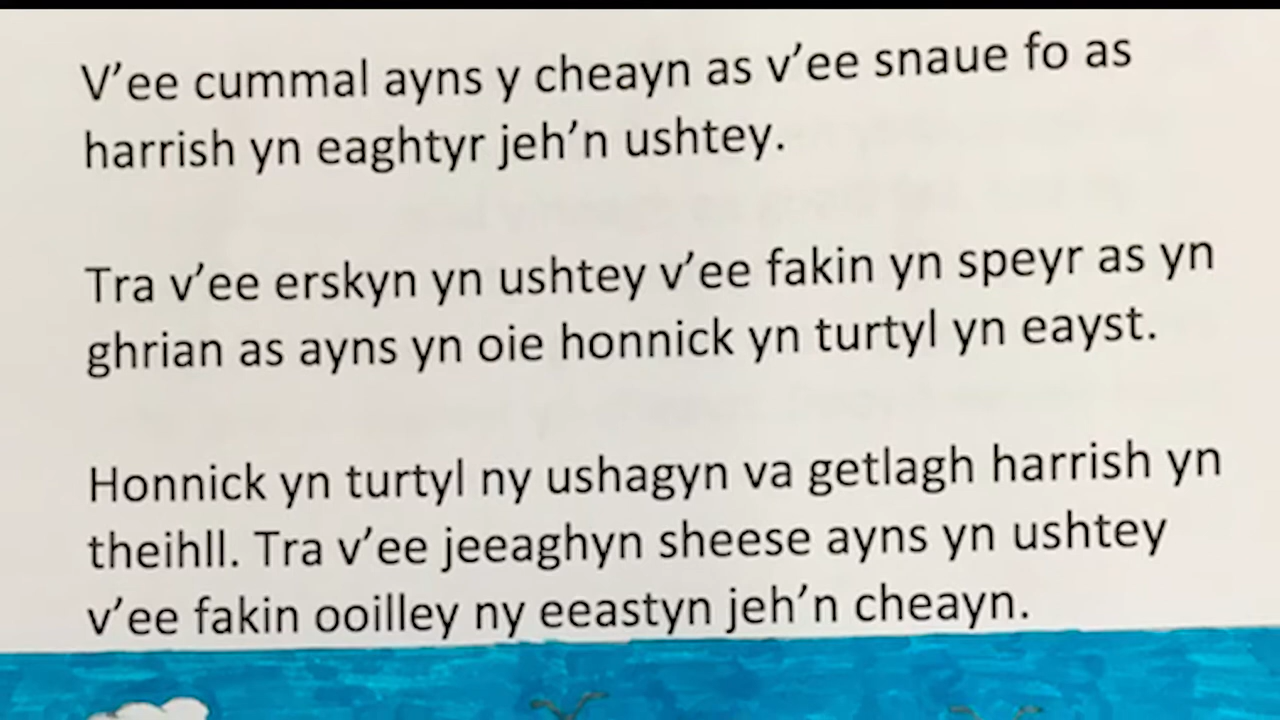 V’ee cummal ayns y cheayn as v’ee snaue fo as
harrish yn eaghtyr jeh’n ushtey.
Tra v’ee erskyn yn ushtey v’ee fakin yn speyr as yn
ghrian as ayns yn oie honnick yn turtyl yn eayst.
Honnick yn turtyl ny ushagyn va getlagh harrish yn
theihll. Tra v’ee jeeaghyn sheese ayns yn ushtey
v’ee fakin ooilley ny eeastyn jeh’n cheayn.